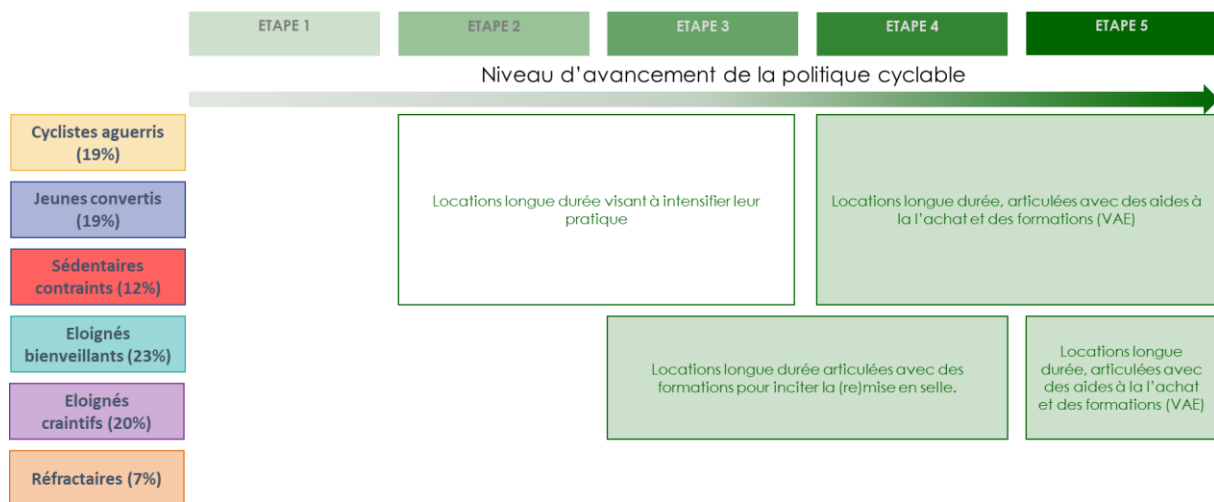 ETAPE 1
ETAPE 2
ETAPE 3
ETAPE 4
ETAPE 5
Niveau d’avancement de la politique cyclable
Cyclistes aguerris
(19%)
Jeunes convertis
(19%)
Sédentaires
contraints (12%)
Eloignés
bienveillants (23%)
Eloignés
craintifs (20%)
Réfractaires (7%)
Locations longue durée visant à intensifier leur
pratique
Locations longue durée, articulées avec des aides à
la l’achat et des formations (VAE)
Locations longue durée articulées avec des
formations pour inciter la (re)mise en selle.
Locations longue
durée, articulées avec
des aides à la l’achat
et des formations (VAE)